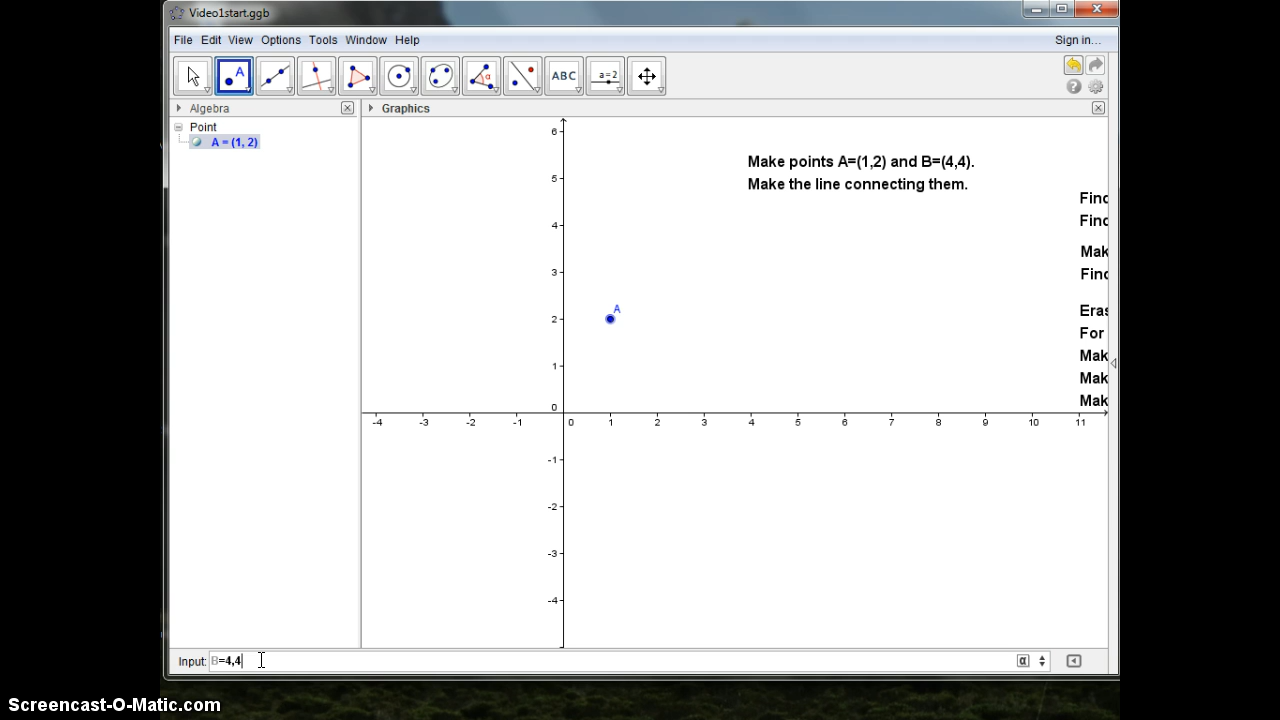 Video1start.ggb
File Edit View Options Tools Window Help Sign in...
A α ABC a=2
Algebra Graphics
Point
A = (1, 2)
Make points A=(1,2) and B=(4,4).
Make the line connecting them.
6
5
4
3
2
1
0
-1
-2
-3
-4
-4 -3 -2 -1 0 1 2 3 4 5 6 7 8 9 10 11
A
Find
Find
Mak
Find
Eras
For
Mak
Mak
Mak
Input: B=4,4 α
Screencast-O-Matic.com